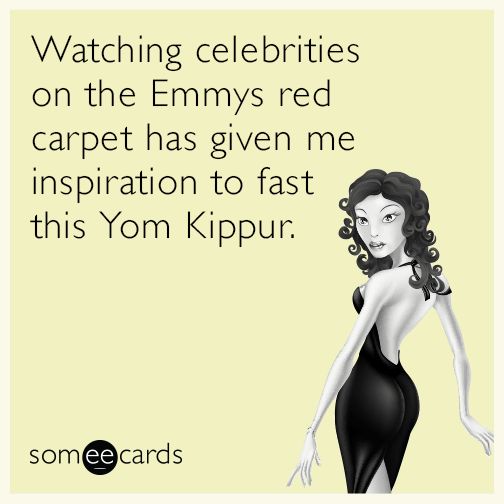 Watching celebrities
on the Emmys red
carpet has given me
inspiration to fast
this Yom Kippur.
someecards